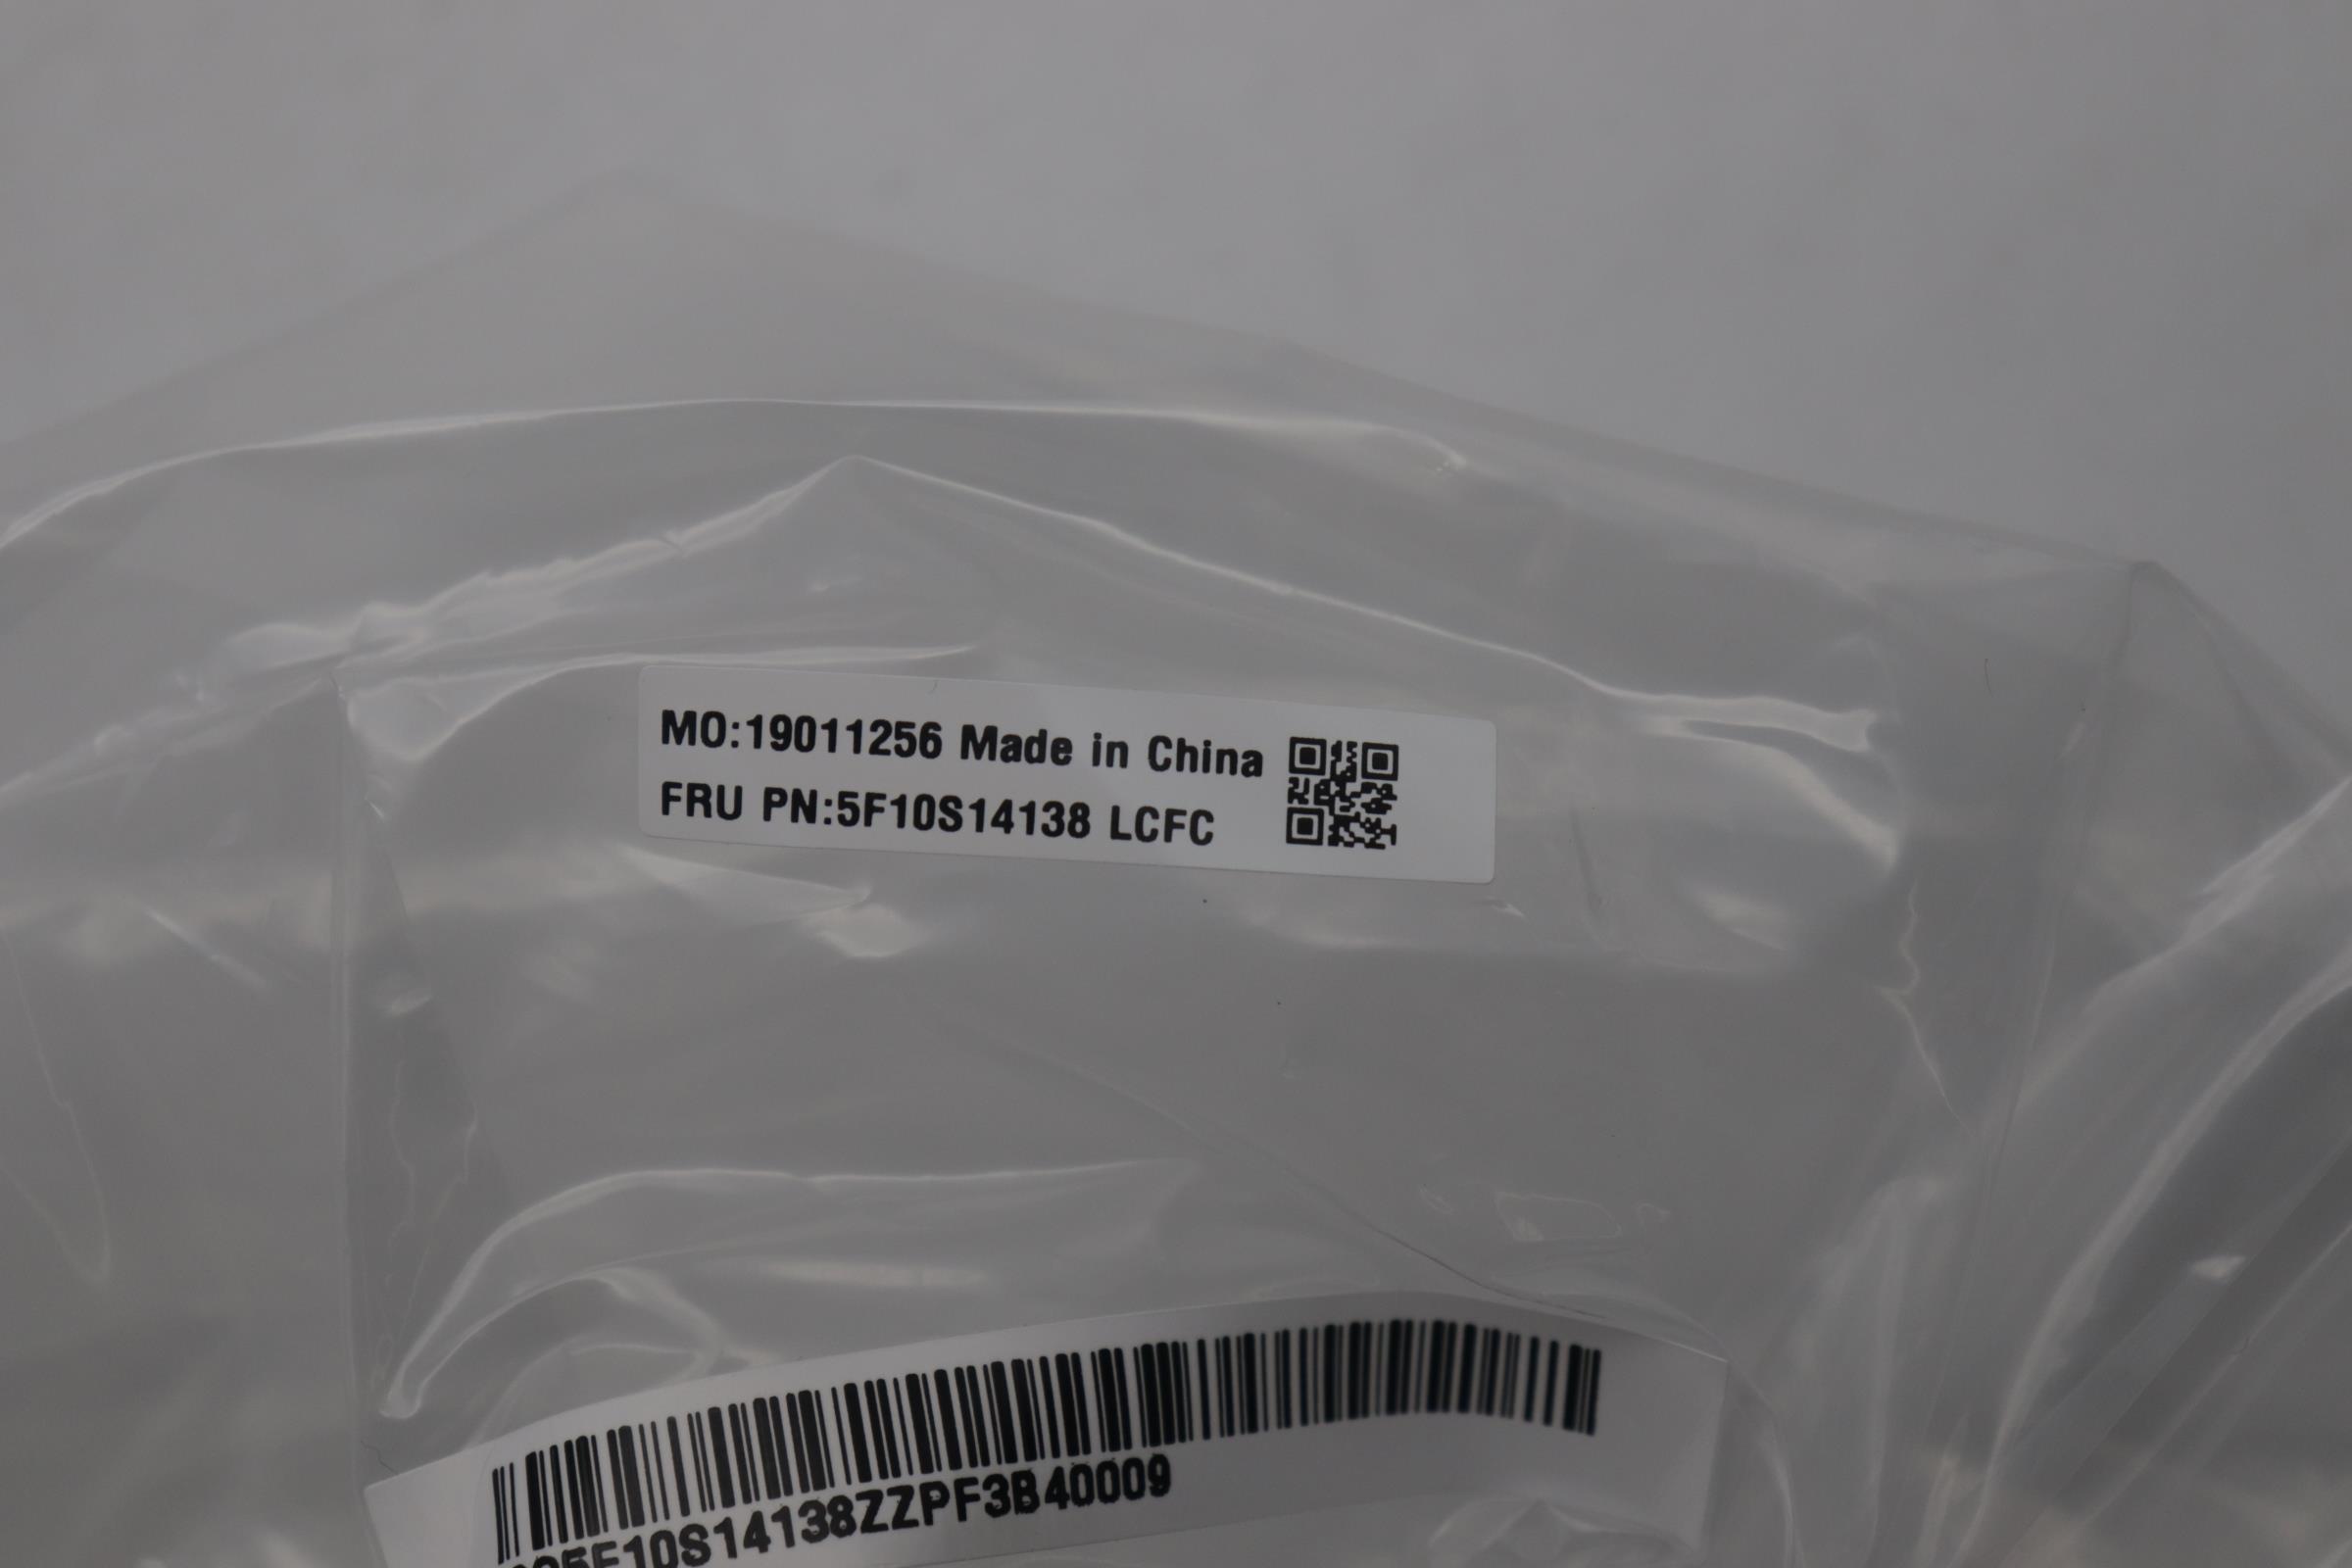 MO:19011256 Made in China
FRU PN:5F10S14138 LCFC
5F10S14138ZZPF3B40009